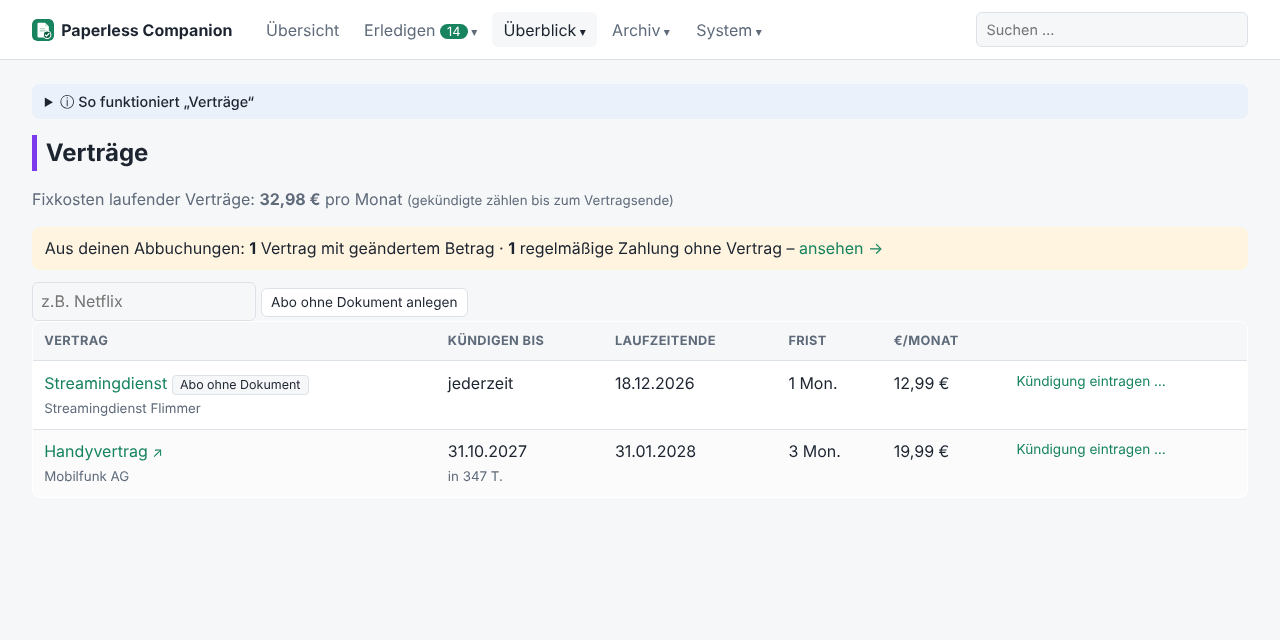 Paperless Companion Übersicht Erledigen 14 ▾ Überblick ▾ Archiv ▾ System ▾ Suchen ...
▶ ⓘ So funktioniert „Verträge“
Verträge
Fixkosten laufender Verträge: 32,98 € pro Monat (gekündigte zählen bis zum Vertragsende)
Aus deinen Abbuchungen: 1 Vertrag mit geändertem Betrag · 1 regelmäßige Zahlung ohne Vertrag – ansehen →
z.B. Netflix Abo ohne Dokument anlegen
VERTRAG KÜNDIGEN BIS LAUFZEITENDE FRIST €/MONAT
Streamingdienst Abo ohne Dokument jederzeit 18.12.2026 1 Mon. 12,99 € Kündigung eintragen ...
Streamingdienst Flimmer
Handyvertrag ↗ 31.10.2027 31.01.2028 3 Mon. 19,99 € Kündigung eintragen ...
Mobilfunk AG in 347 T.